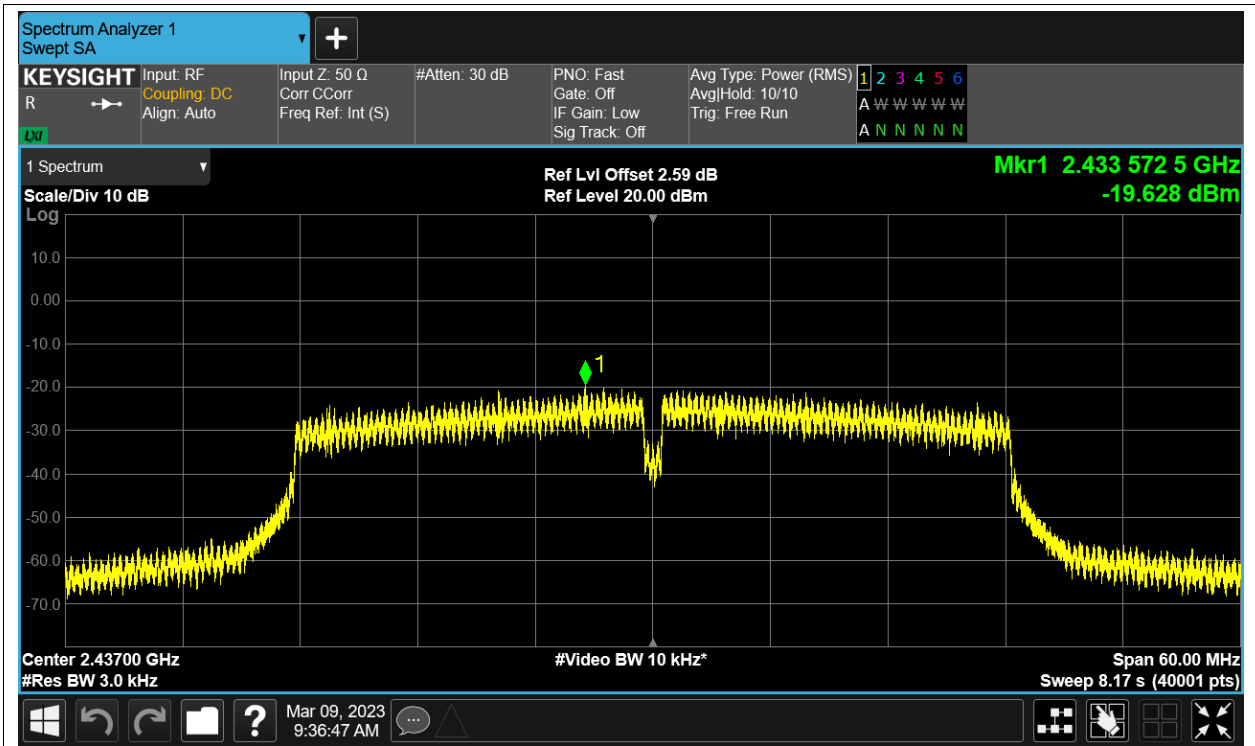 Spectrum Analyzer 1
Swept SA
KEYSIGHT
R
LXI
Input: RF
Coupling: DC
Align: Auto
Input Z: 50 Ω
Corr CCorr
Freq Ref: Int (S)
#Atten: 30 dB
PNO: Fast
Gate: Off
IF Gain: Low
Sig Track: Off
Avg Type: Power (RMS)
Avg|Hold: 10/10
Trig: Free Run
1 2 3 4 5 6
A W W W W W
A N N N N N
1 Spectrum
Scale/Div 10 dB
Log
Ref Lvl Offset 2.59 dB
Ref Level 20.00 dBm
Mkr1 2.433 572 5 GHz
-19.628 dBm
10.0
0.00
-10.0
-20.0
-30.0
-40.0
-50.0
-60.0
-70.0
1
Center 2.43700 GHz
#Res BW 3.0 kHz
#Video BW 10 kHz*
Span 60.00 MHz
Sweep 8.17 s (40001 pts)
?
Mar 09, 2023
9:36:47 AM